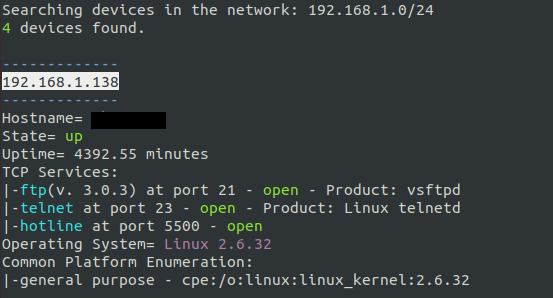 Searching devices in the network: 192.168.1.0/24
4 devices found.
-------------
192.168.1.138
-------------
Hostname=
State= up
Uptime= 4392.55 minutes
TCP Services:
|-ftp(v. 3.0.3) at port 21 - open - Product: vsftpd
|-telnet at port 23 - open - Product: Linux telnetd
|-hotline at port 5500 - open
Operating System= Linux 2.6.32
Common Platform Enumeration:
|-general purpose - cpe:/o:linux:linux_kernel:2.6.32